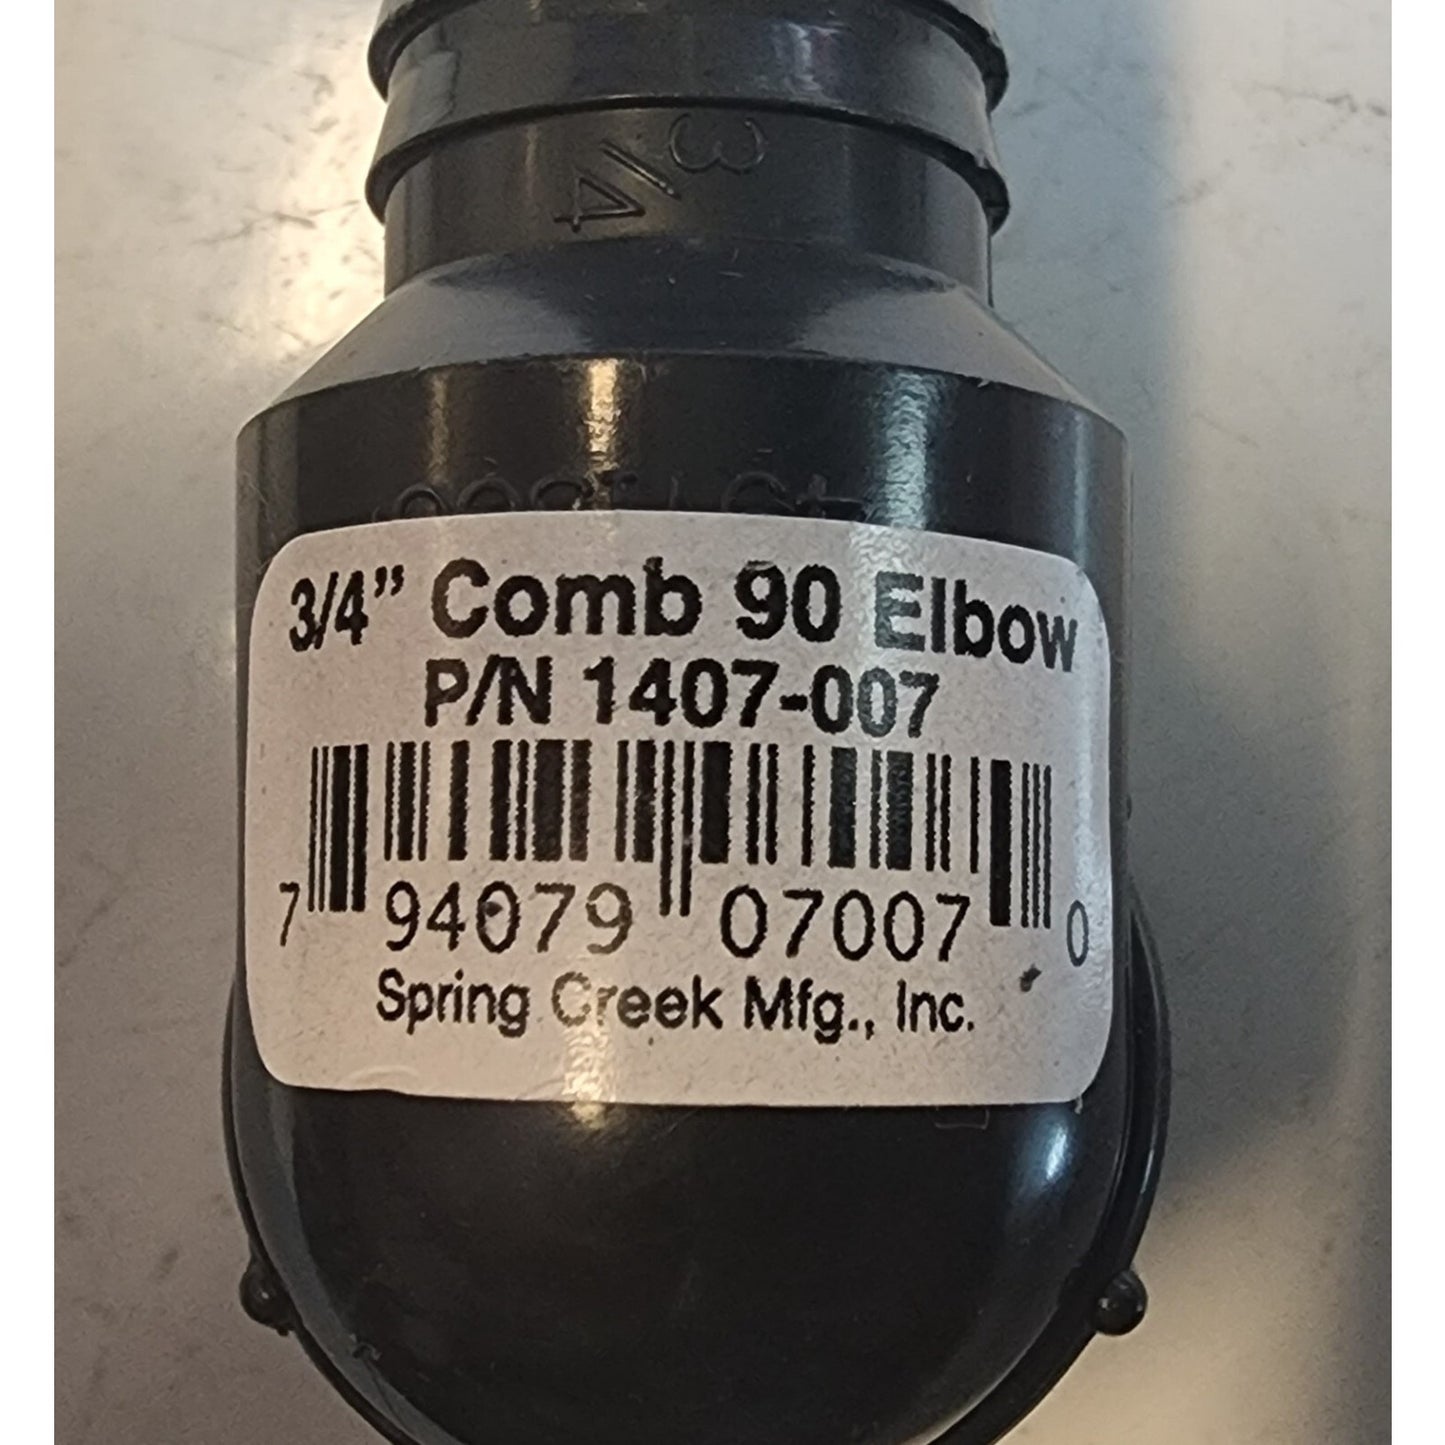 3/4
3/4” Comb 90 Elbow
P/N 1407-007
7 94079 07007 0
Spring Creek Mfg., Inc.